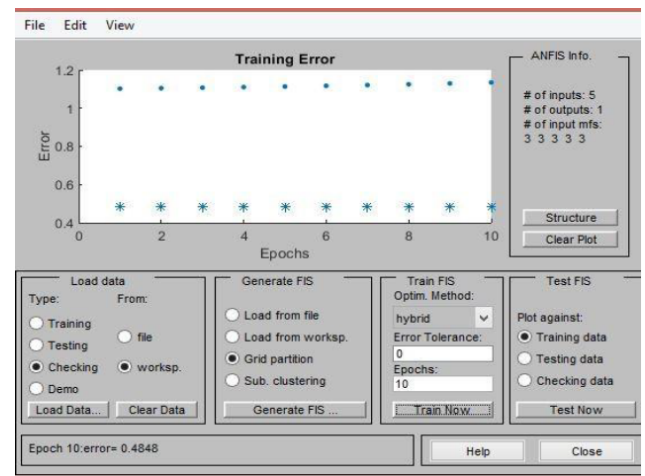 File Edit View
Training Error
1.2
1
0.8
0.6
0.4
Error
0 2 4 6 8 10
Epochs
ANFIS Info.
# of inputs: 5
# of outputs: 1
# of input mfs:
3 3 3 3 3
Structure
Clear Plot
Load data
Type: From:
Training
Testing
Checking
Demo
file
worksp.
Load Data... Clear Data
Generate FIS
Load from file
Load from worksp.
Grid partition
Sub. clustering
Generate FIS ...
Train FIS
Optim. Method:
hybrid
Error Tolerance:
0
Epochs:
10
Train Now
Test FIS
Plot against:
Training data
Testing data
Checking data
Test Now
Epoch 10:error= 0.4848
Help Close